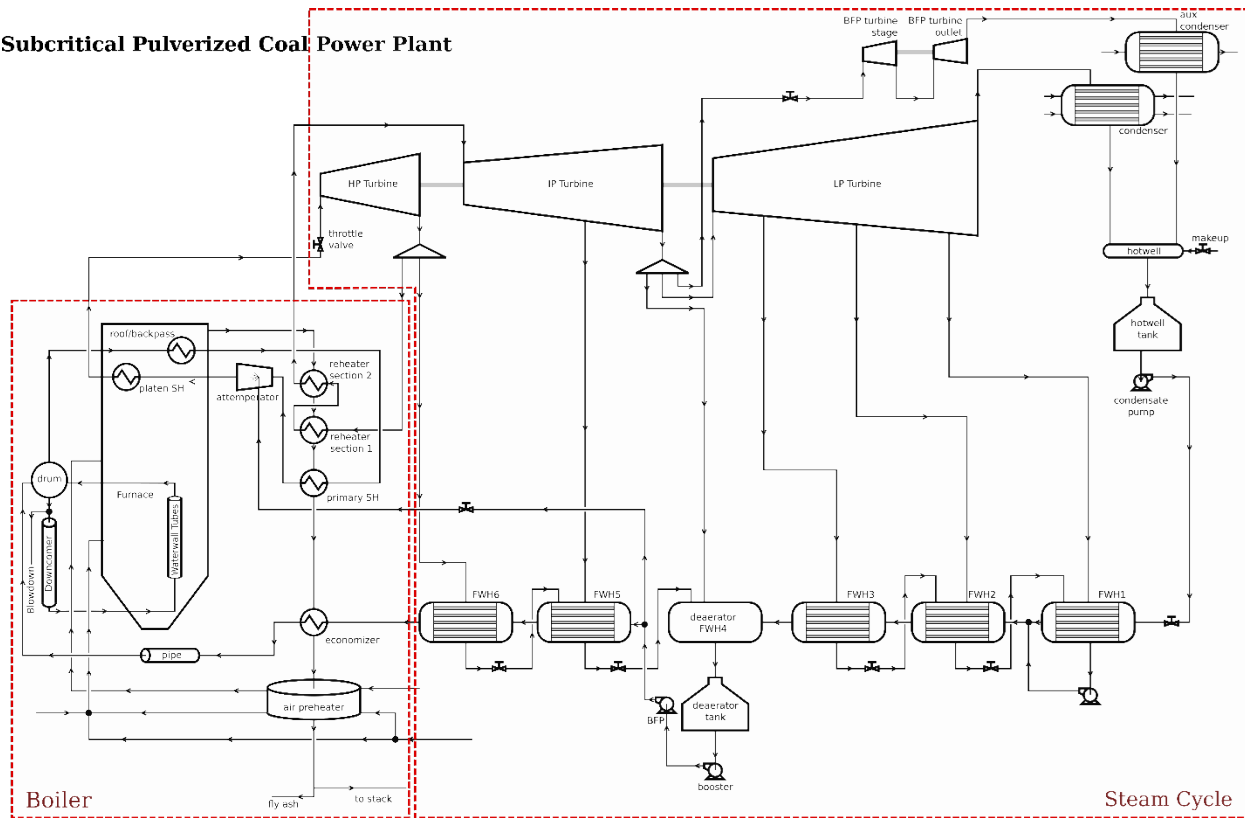 Subcritical Pulverized Coal Power Plant
BFP turbine
stage
BFP turbine
outlet
aux
condenser
condenser
HP Turbine
IP Turbine
LP Turbine
throttle
valve
hotwell
makeup
hotwell
tank
condensate
pump
roof/backpass
platen SH
attemperator
reheater
section 2
reheater
section 1
primary SH
drum
Furnace
Blowdown
Downcomer
Waterwall Tubes
economizer
pipe
air preheater
fly ash
to stack
FWH6
FWH5
deaerator
FWH4
FWH3
FWH2
FWH1
BFP
deaerator
tank
booster
Boiler
Steam Cycle